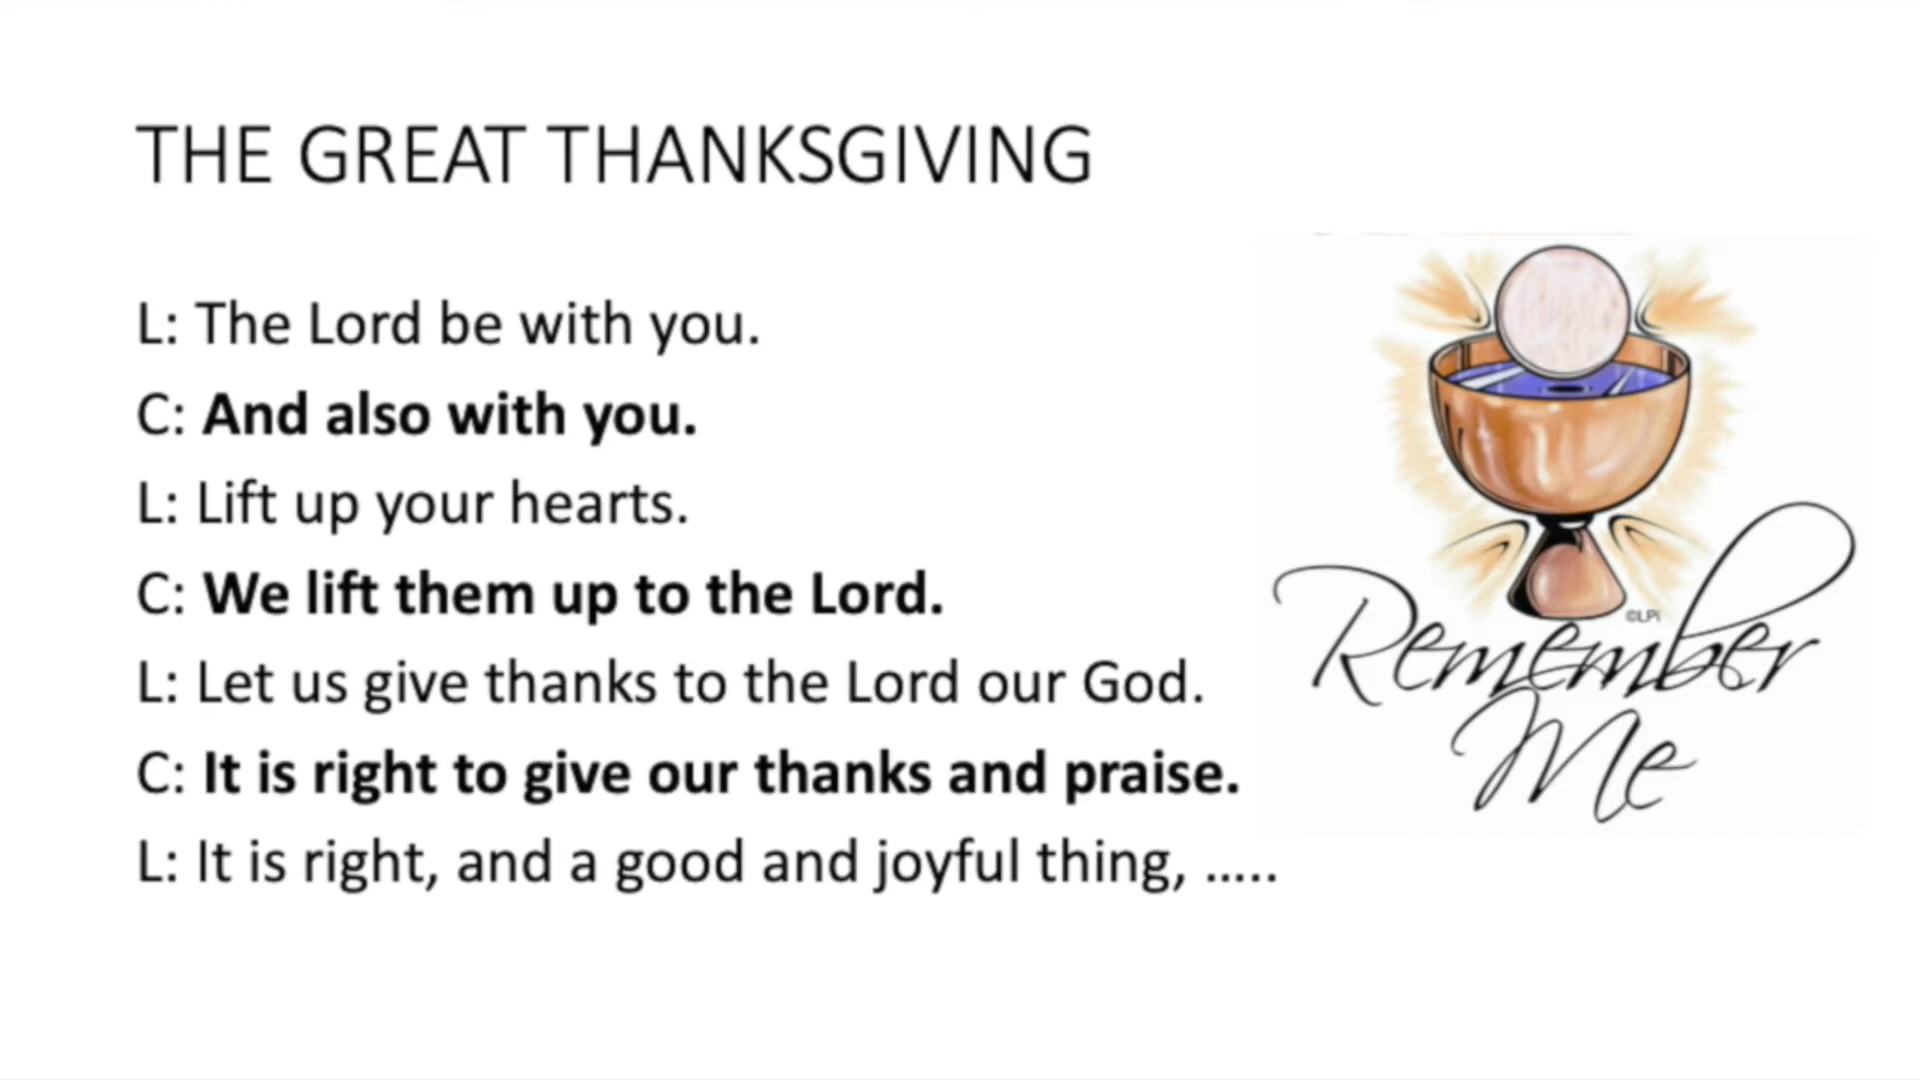 THE GREAT THANKSGIVING
L: The Lord be with you.
C: And also with you.
L: Lift up your hearts.
C: We lift them up to the Lord.
L: Let us give thanks to the Lord our God.
C: It is right to give our thanks and praise.
L: It is right, and a good and joyful thing, .....
©LPi
Remember
Me